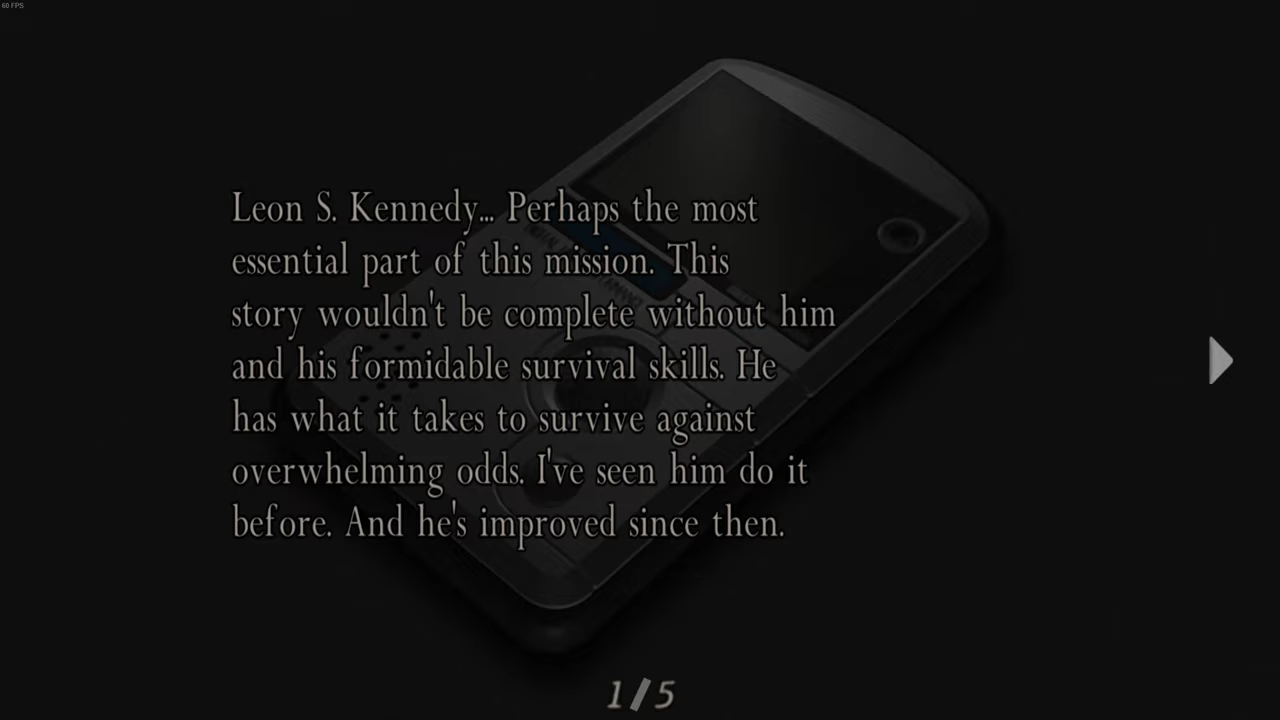 60 FPS
Leon S. Kennedy... Perhaps the most
essential part of this mission. This
story wouldn't be complete without him
and his formidable survival skills. He
has what it takes to survive against
overwhelming odds. I've seen him do it
before. And he's improved since then.
1/5